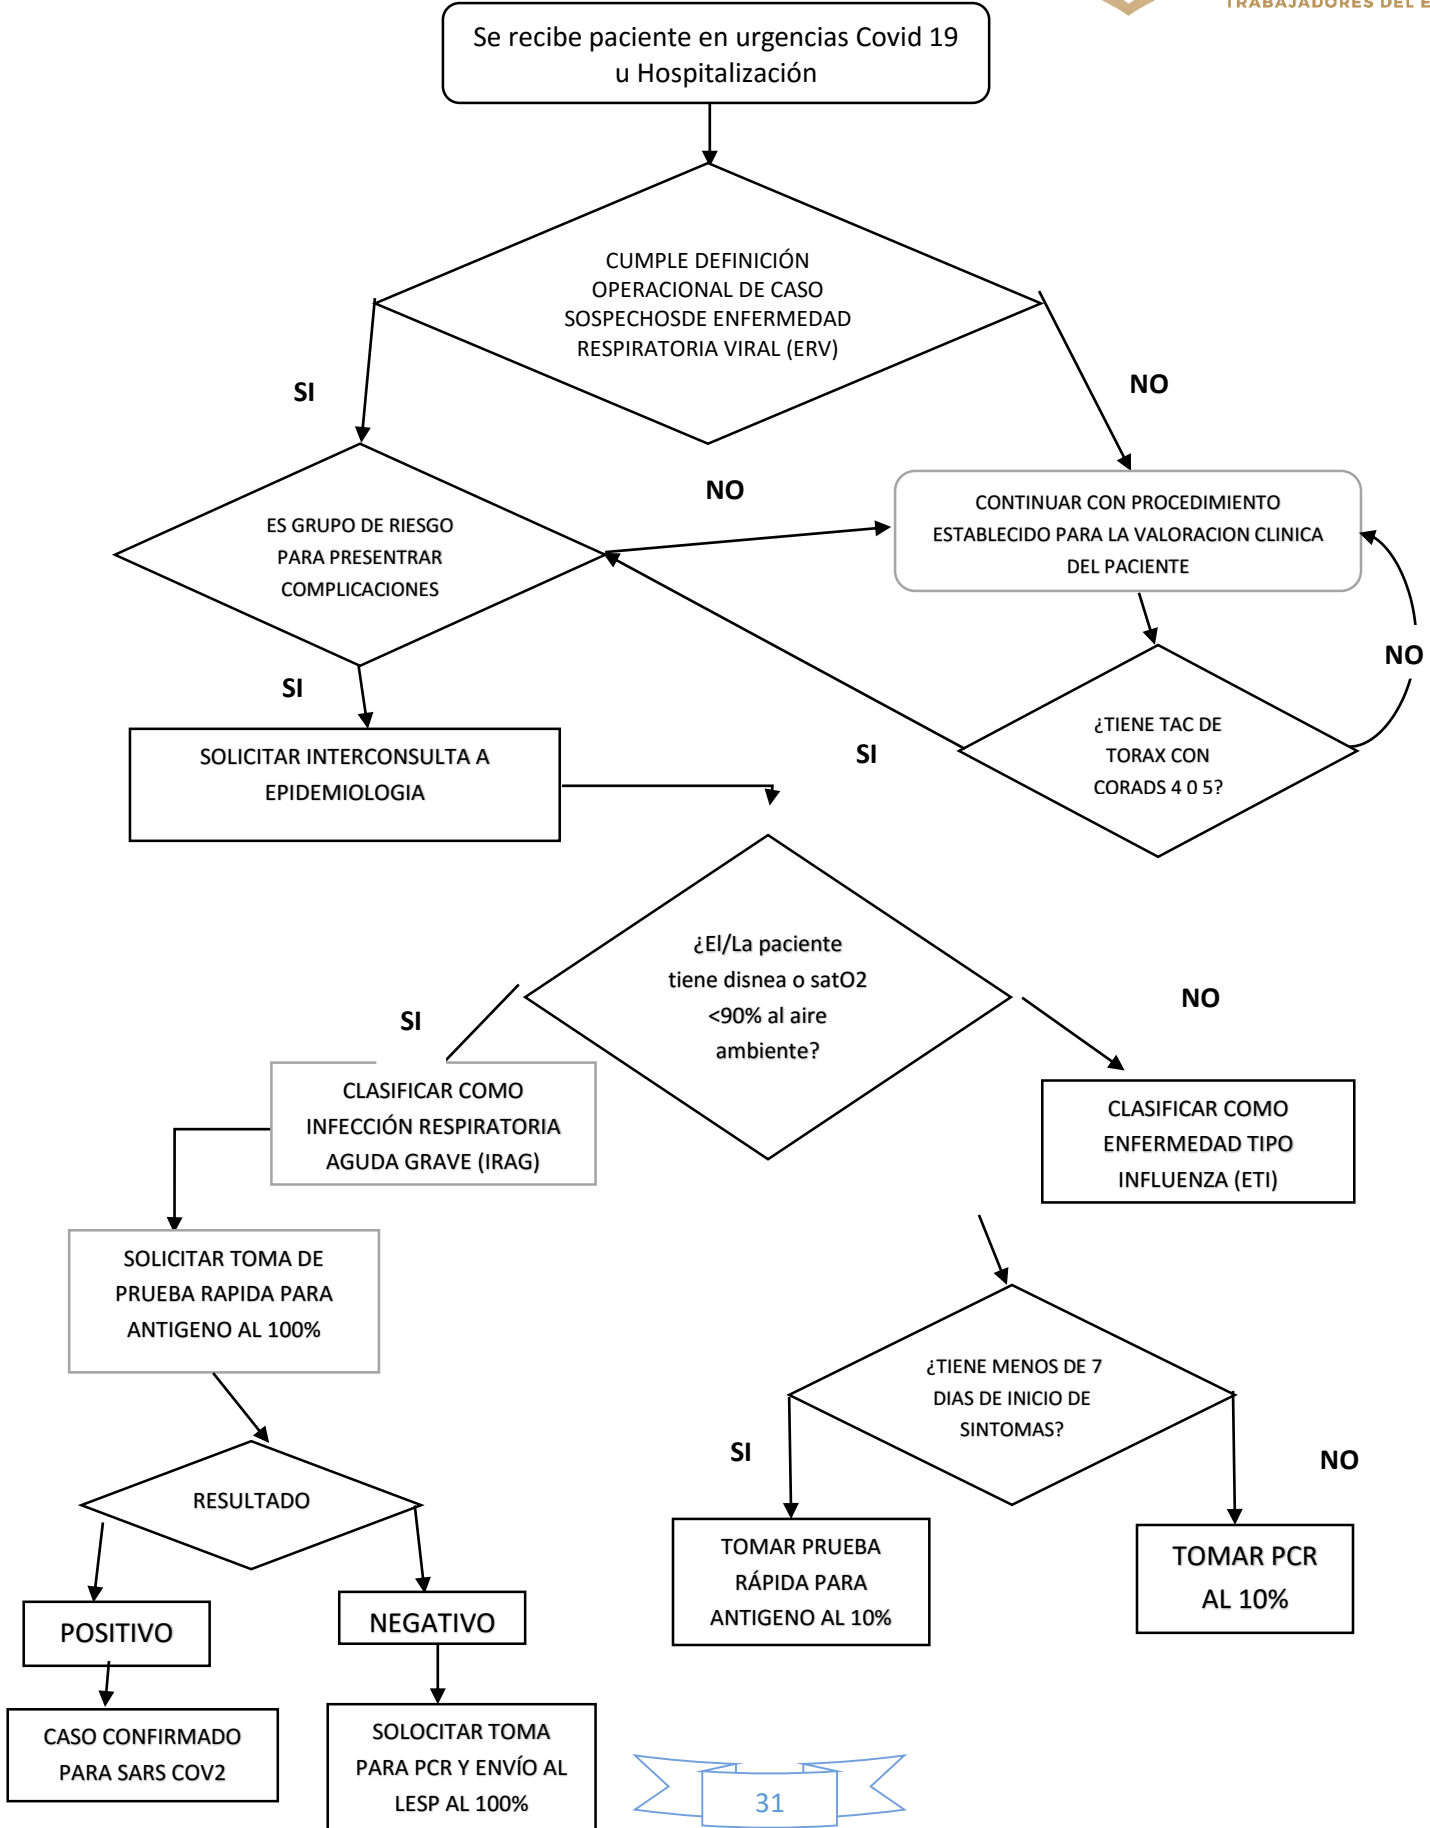 TRABAJADORES DEL E
Se recibe paciente en urgencias Covid 19
u Hospitalización
CUMPLE DEFINICIÓN
OPERACIONAL DE CASO
SOSPECHOSDE ENFERMEDAD
RESPIRATORIA VIRAL (ERV)
SI
NO
NO
ES GRUPO DE RIESGO
PARA PRESENTRAR
COMPLICACIONES
CONTINUAR CON PROCEDIMIENTO
ESTABLECIDO PARA LA VALORACION CLINICA
DEL PACIENTE
NO
SI
SOLICITAR INTERCONSULTA A
EPIDEMIOLOGIA
SI
¿TIENE TAC DE
TORAX CON
CORADS 4 0 5?
¿El/La paciente
tiene disnea o satO2
<90% al aire
ambiente?
SI
NO
CLASIFICAR COMO
INFECCIÓN RESPIRATORIA
AGUDA GRAVE (IRAG)
CLASIFICAR COMO
ENFERMEDAD TIPO
INFLUENZA (ETI)
SOLICITAR TOMA DE
PRUEBA RAPIDA PARA
ANTIGENO AL 100%
¿TIENE MENOS DE 7
DIAS DE INICIO DE
SINTOMAS?
SI
NO
RESULTADO
TOMAR PRUEBA
RÁPIDA PARA
ANTIGENO AL 10%
TOMAR PCR
AL 10%
POSITIVO
NEGATIVO
CASO CONFIRMADO
PARA SARS COV2
SOLOCITAR TOMA
PARA PCR Y ENVÍO AL
LESP AL 100%
31